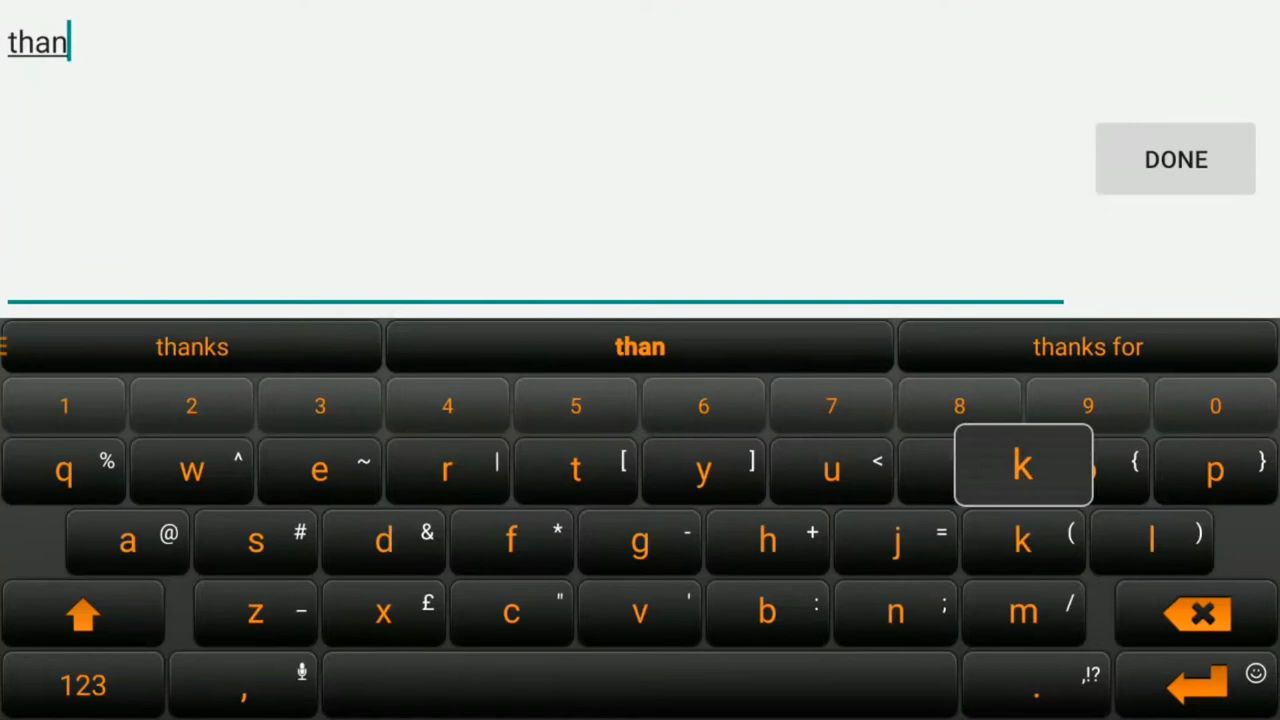 than
DONE
thanks than thanks for
1 2 3 4 5 6 7 8 9 0
q % w ^ e ~ r | t [ y ] u < k { p }
a @ s # d & f * g - h + j = k ( l )
z _ x £ c " v ' b : n ; m /
123 , . ,!?